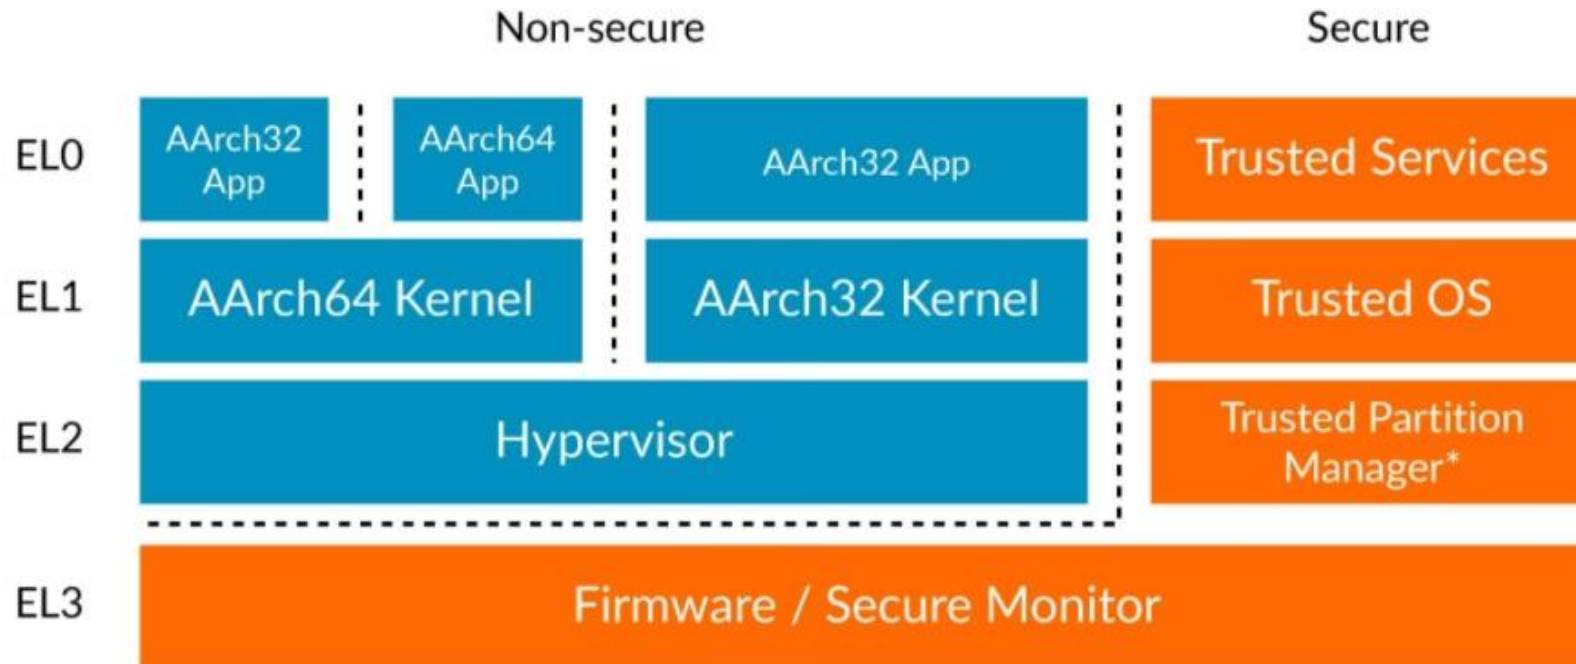 Non-secure
Secure
EL0
AArch32
App
AArch64
App
AArch32 App
Trusted Services
EL1
AArch64 Kernel
AArch32 Kernel
Trusted OS
EL2
Hypervisor
Trusted Partition
Manager*
EL3
Firmware / Secure Monitor